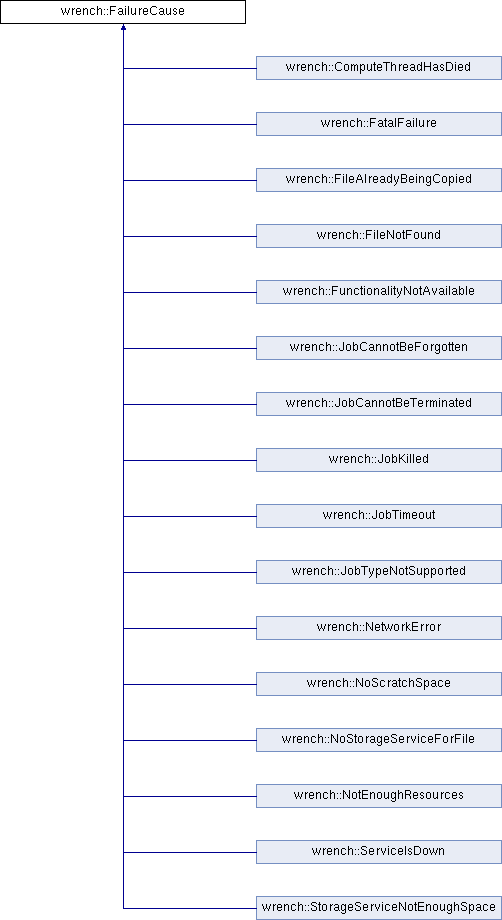 wrench::FailureCause
wrench::ComputeThreadHasDied
wrench::FatalFailure
wrench::FileAlreadyBeingCopied
wrench::FileNotFound
wrench::FunctionalityNotAvailable
wrench::JobCannotBeForgotten
wrench::JobCannotBeTerminated
wrench::JobKilled
wrench::JobTimeout
wrench::JobTypeNotSupported
wrench::NetworkError
wrench::NoScratchSpace
wrench::NoStorageServiceForFile
wrench::NotEnoughResources
wrench::ServiceIsDown
wrench::StorageServiceNotEnoughSpace